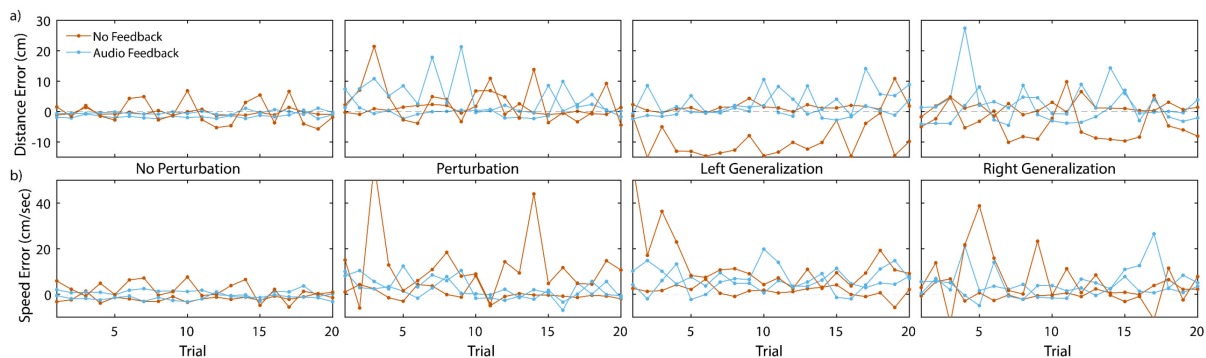 a)
Distance Error (cm)
30
20
10
0
-10
No Feedback
Audio Feedback
No Perturbation
Perturbation
Left Generalization
Right Generalization
b)
Speed Error (cm/sec)
40
20
0
5 10 15 20 5 10 15 20 5 10 15 20 5 10 15 20
Trial Trial Trial Trial